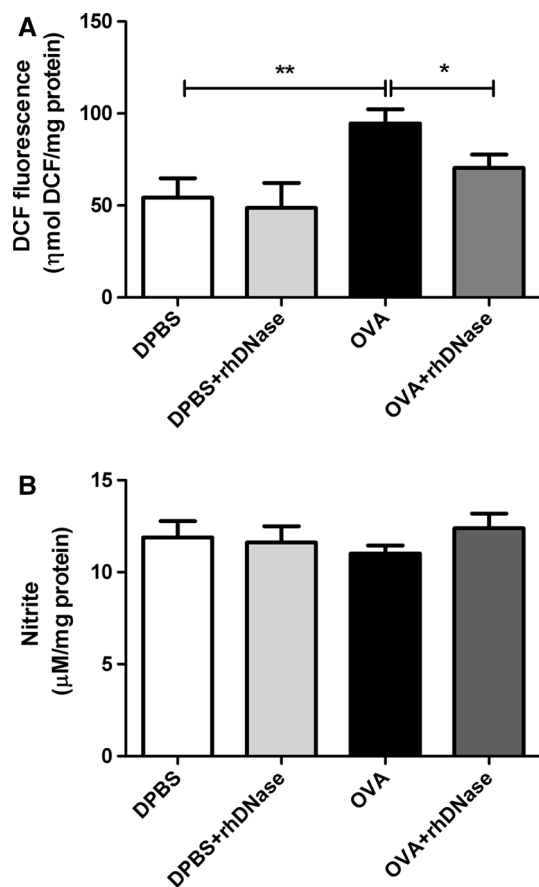 A
DCF fluorescence
(ηmol DCF/mg protein)
150
100
50
0
**
*
DPBS
DPBS+rhDNase
OVA
OVA+rhDNase
B
Nitrite
(µM/mg protein)
15
10
5
0
DPBS
DPBS+rhDNase
OVA
OVA+rhDNase